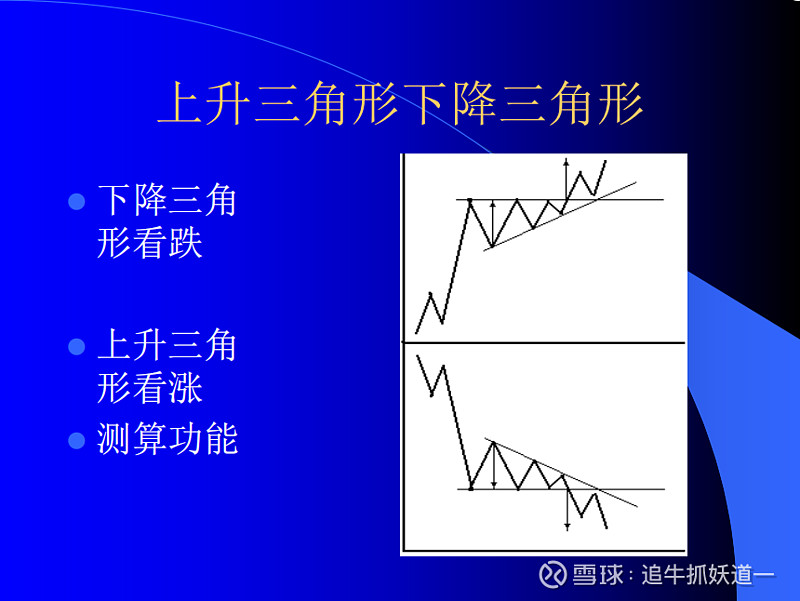 上升三角形下降三角形
下降三角
形看跌
上升三角
形看涨
测算功能
雪球：追牛抓妖道一